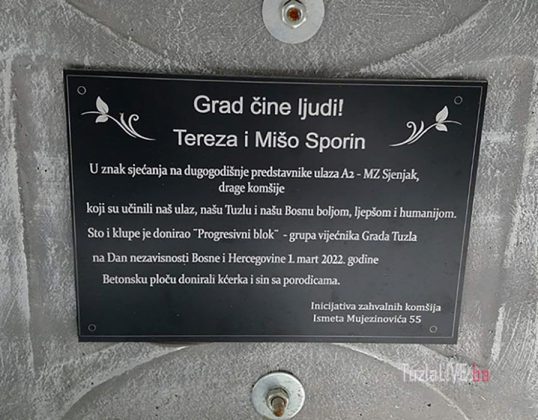 Grad čine ljudi!
Tereza i Mišo Sporin
U znak sjećanja na dugogodišnje predstavnike ulaza A2 - MZ Sjenjak,
drage komšije
koji su učinili naš ulaz, našu Tuzlu i našu Bosnu boljom, ljepšom i humanijom.
Sto i klupe je donirao "Progresivni blok" - grupa vijećnika Grada Tuzla
na Dan nezavisnosti Bosne i Hercegovine 1. mart 2022. godine
Betonsku ploču donirali kćerka i sin sa porodicama.
Inicijativa zahvalnih komšija
Ismeta Mujezinovića 55
TuzlaLIVE.ba